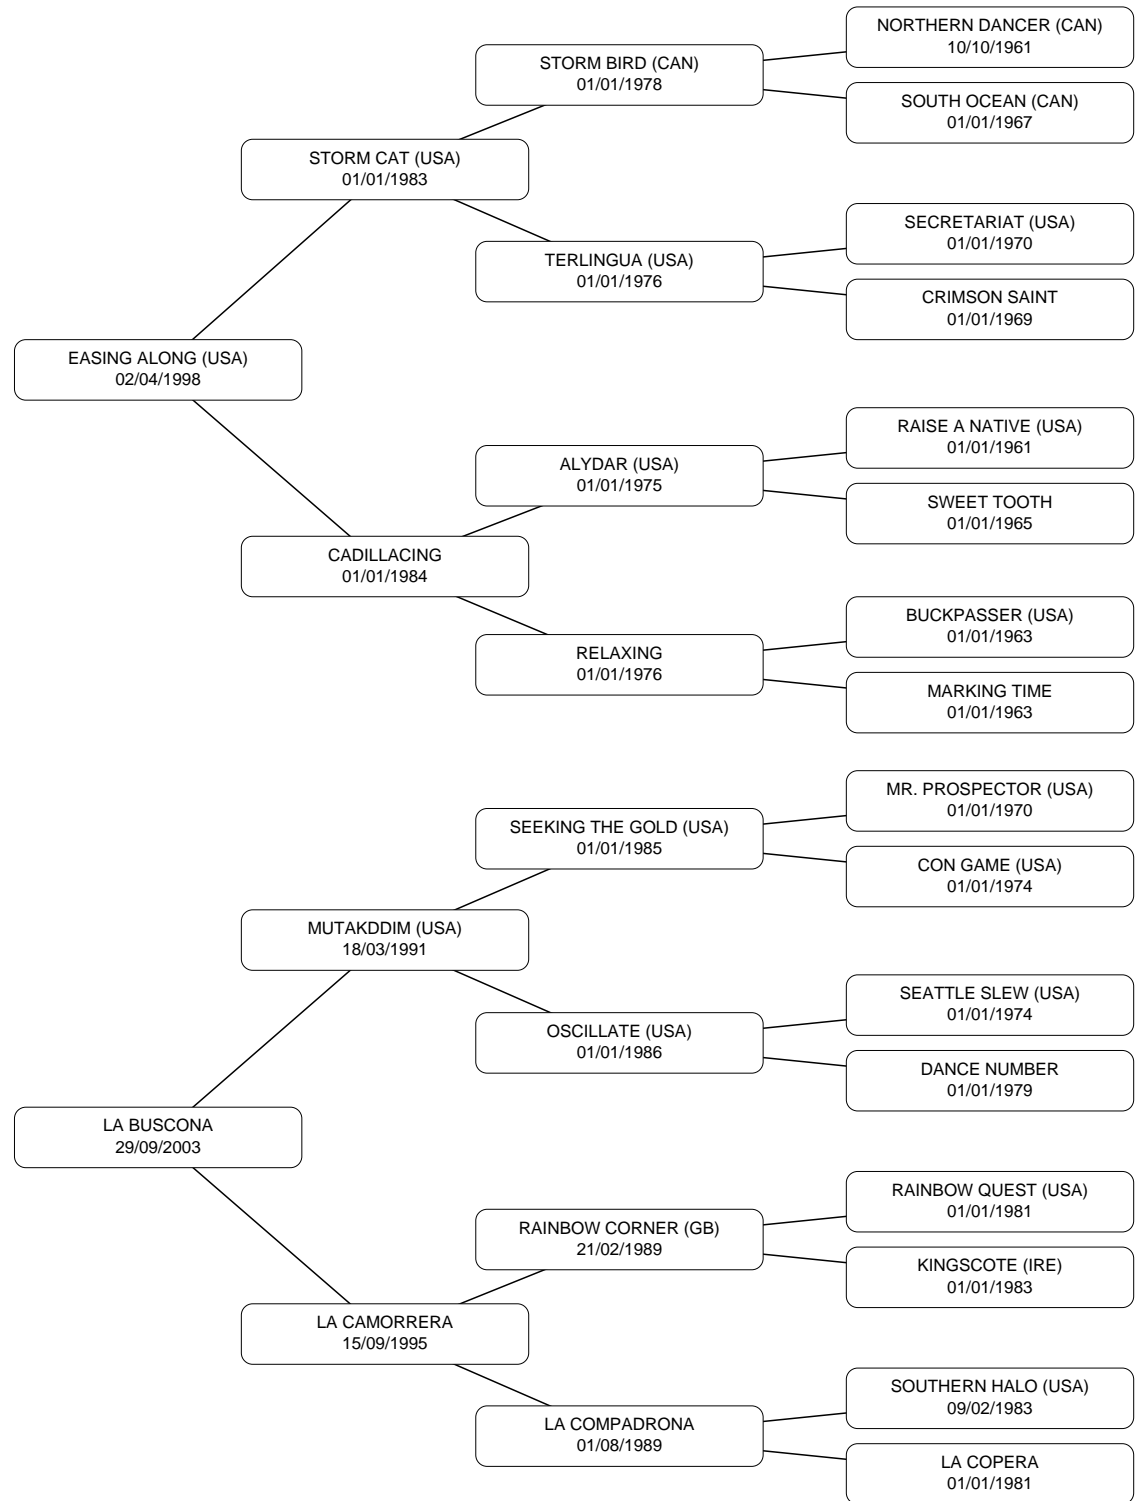 NORTHERN DANCER (CAN)
10/10/1961
STORM BIRD (CAN)
01/01/1978
SOUTH OCEAN (CAN)
01/01/1967
STORM CAT (USA)
01/01/1983
SECRETARIAT (USA)
01/01/1970
TERLINGUA (USA)
01/01/1976
CRIMSON SAINT
01/01/1969
EASING ALONG (USA)
02/04/1998
RAISE A NATIVE (USA)
01/01/1961
ALYDAR (USA)
01/01/1975
SWEET TOOTH
01/01/1965
CADILLACING
01/01/1984
BUCKPASSER (USA)
01/01/1963
RELAXING
01/01/1976
MARKING TIME
01/01/1963
MR. PROSPECTOR (USA)
01/01/1970
SEEKING THE GOLD (USA)
01/01/1985
CON GAME (USA)
01/01/1974
MUTAKDDIM (USA)
18/03/1991
SEATTLE SLEW (USA)
01/01/1974
OSCILLATE (USA)
01/01/1986
DANCE NUMBER
01/01/1979
LA BUSCONA
29/09/2003
RAINBOW QUEST (USA)
01/01/1981
RAINBOW CORNER (GB)
21/02/1989
KINGSCOTE (IRE)
01/01/1983
LA CAMORRERA
15/09/1995
SOUTHERN HALO (USA)
09/02/1983
LA COMPADRONA
01/08/1989
LA COPERA
01/01/1981